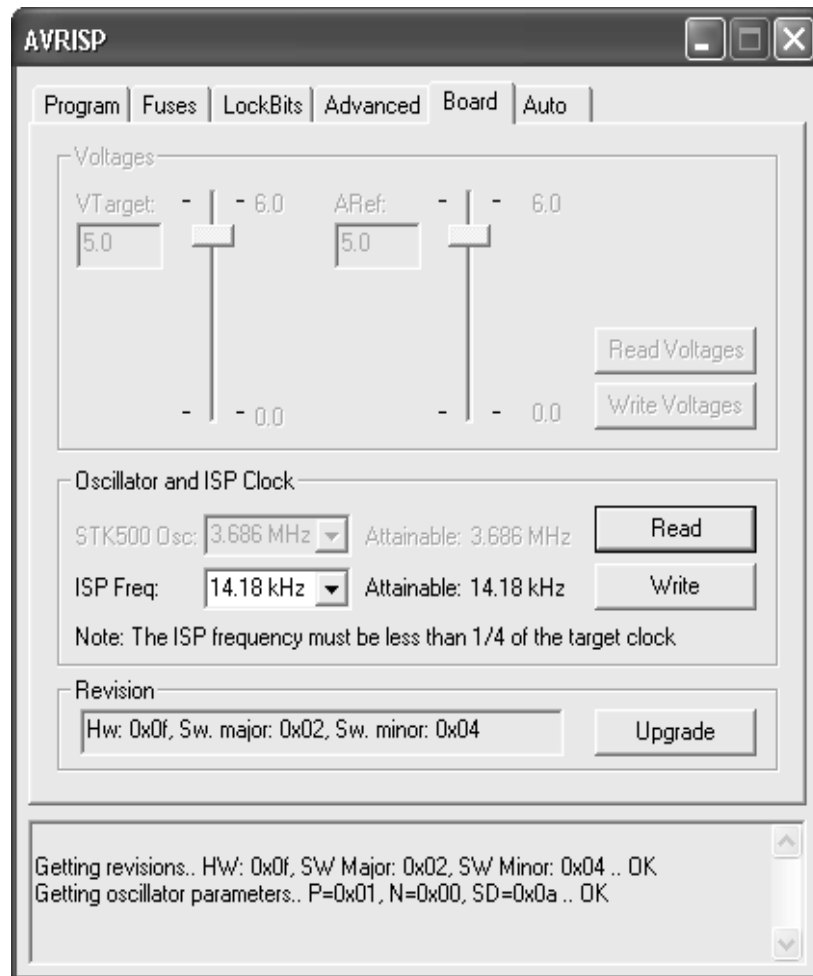 AVRISP
Program Fuses LockBits Advanced Board Auto
Voltages
VTarget: - - 6.0 ARef: - - 6.0
5.0 5.0
Read Voltages
- - 0.0 - - 0.0 Write Voltages
Oscillator and ISP Clock
STK500 Osc: 3.686 MHz Attainable: 3.686 MHz Read
ISP Freq: 14.18 kHz Attainable: 14.18 kHz Write
Note: The ISP frequency must be less than 1/4 of the target clock
Revision
Hw: 0x0f, Sw. major: 0x02, Sw. minor: 0x04 Upgrade
Getting revisions.. HW: 0x0f, SW Major: 0x02, SW Minor: 0x04 .. OK
Getting oscillator parameters.. P=0x01, N=0x00, SD=0x0a .. OK